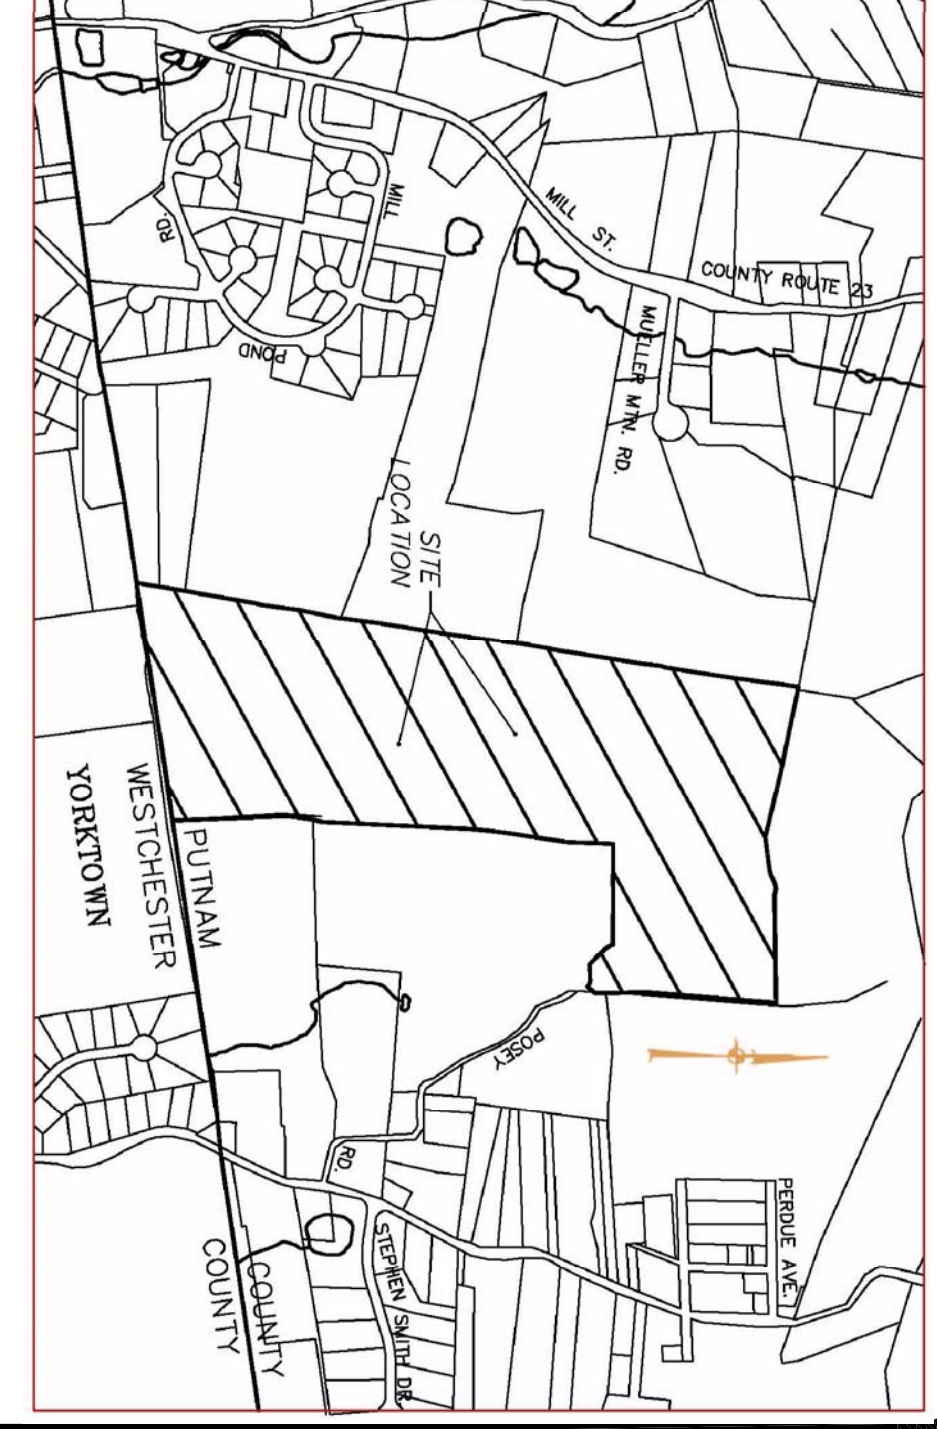 MILL
RD.
POND
MILL ST.
COUNTY ROUTE 23
MUELLER MTN. RD.
SITE
LOCATION
YORKTOWN
WESTCHESTER
COUNTY
PUTNAM
COUNTY
POSEY
RD.
STEPHEN SMITH DR.
PERDUE AVE.